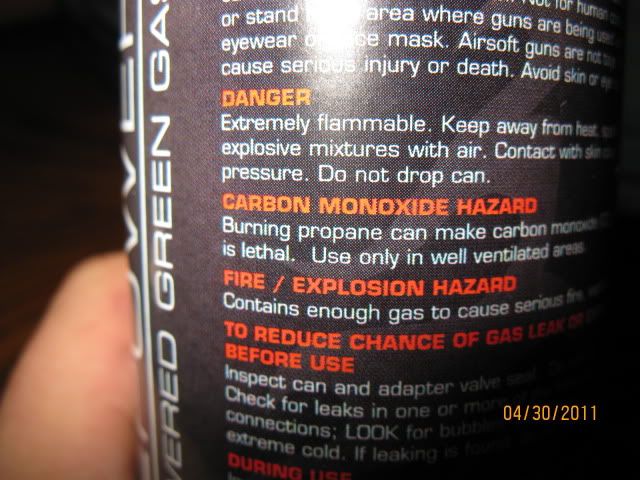 Not for human
or stand area where guns are being used
eyewear or face mask. Airsoft guns are not toys
cause serious injury or death. Avoid skin or eye
DANGER
Extremely flammable. Keep away from heat,
explosive mixtures with air. Contact with skin
pressure. Do not drop can.
CARBON MONOXIDE HAZARD
Burning propane can make carbon monoxide
is lethal. Use only in well ventilated areas
FIRE / EXPLOSION HAZARD
Contains enough gas to cause serious fire,
TO REDUCE CHANCE OF GAS LEAK OR
BEFORE USE
Inspect can and adapter valve seal.
Check for leaks in one or more
connections; LOOK for bubbles
extreme cold. If leaking is found
DURING USE
VERED GREEN GAS
04/30/2011